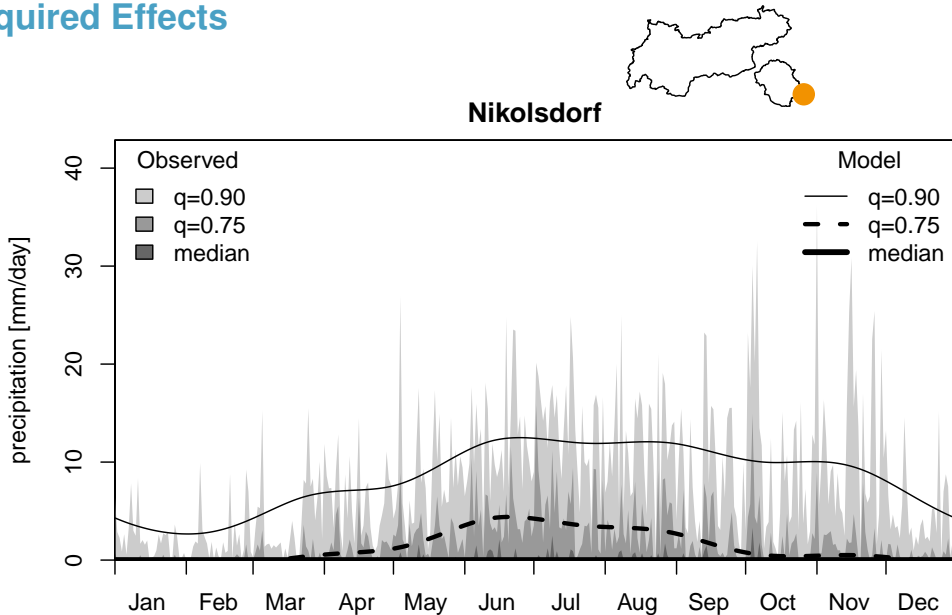 quired Effects
Nikolsdorf
Observed
q=0.90
q=0.75
median
Model
q=0.90
q=0.75
median
precipitation [mm/day]
40
30
20
10
0
Jan Feb Mar Apr May Jun Jul Aug Sep Oct Nov Dec